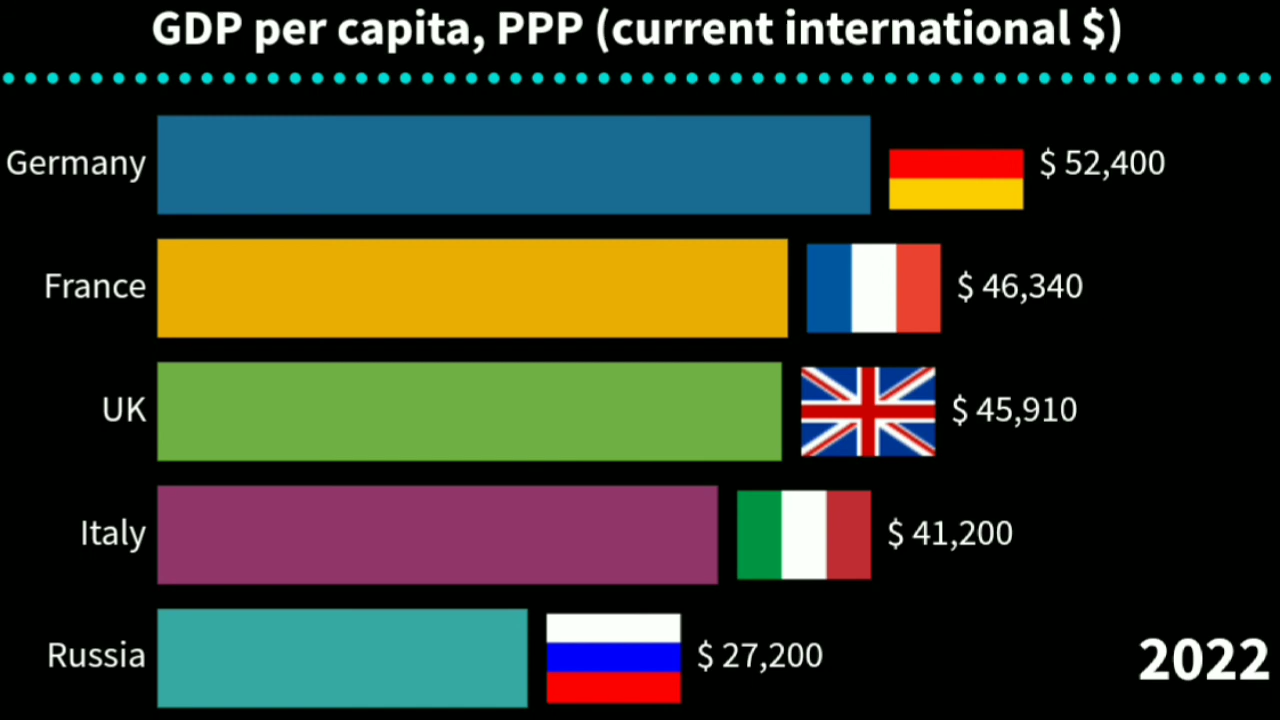 GDP per capita, PPP (current international $)
Germany $ 52,400
France $ 46,340
UK $ 45,910
Italy $ 41,200
Russia $ 27,200
2022